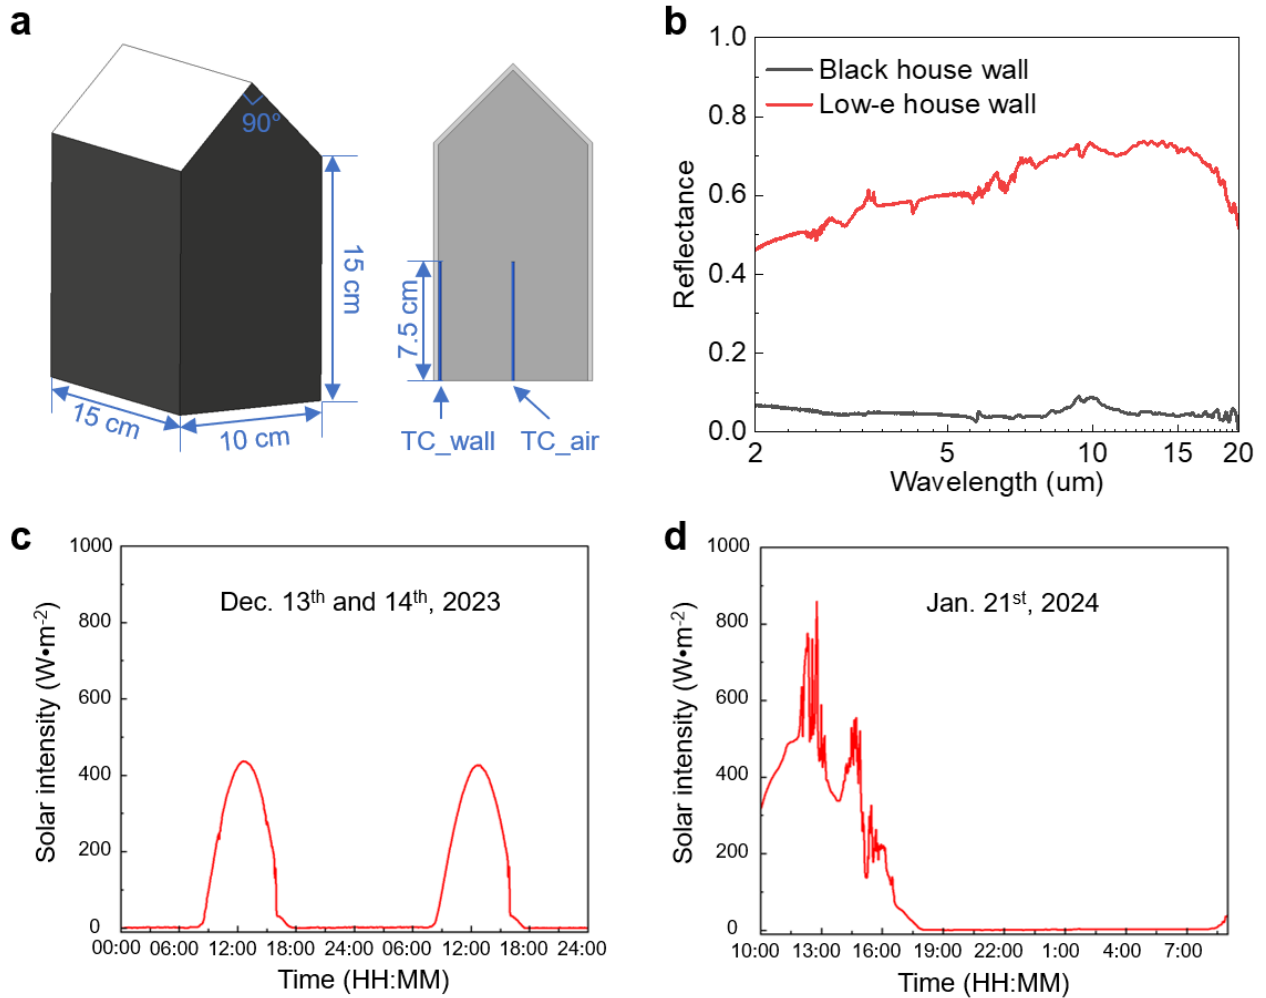 a
90°
15 cm
15 cm
10 cm
7.5 cm
TC_wall
TC_air
b
1.0
0.8
0.6
0.4
0.2
0.0
Reflectance
Black house wall
Low-e house wall
2
5
10
15
20
Wavelength (um)
c
1000
800
600
400
200
0
Solar intensity (W•m-2)
Dec. 13th and 14th, 2023
00:00 06:00 12:00 18:00 24:00 06:00 12:00 18:00 24:00
Time (HH:MM)
d
1000
800
600
400
200
0
Solar intensity (W•m-2)
Jan. 21st, 2024
10:00 13:00 16:00 19:00 22:00 1:00 4:00 7:00
Time (HH:MM)